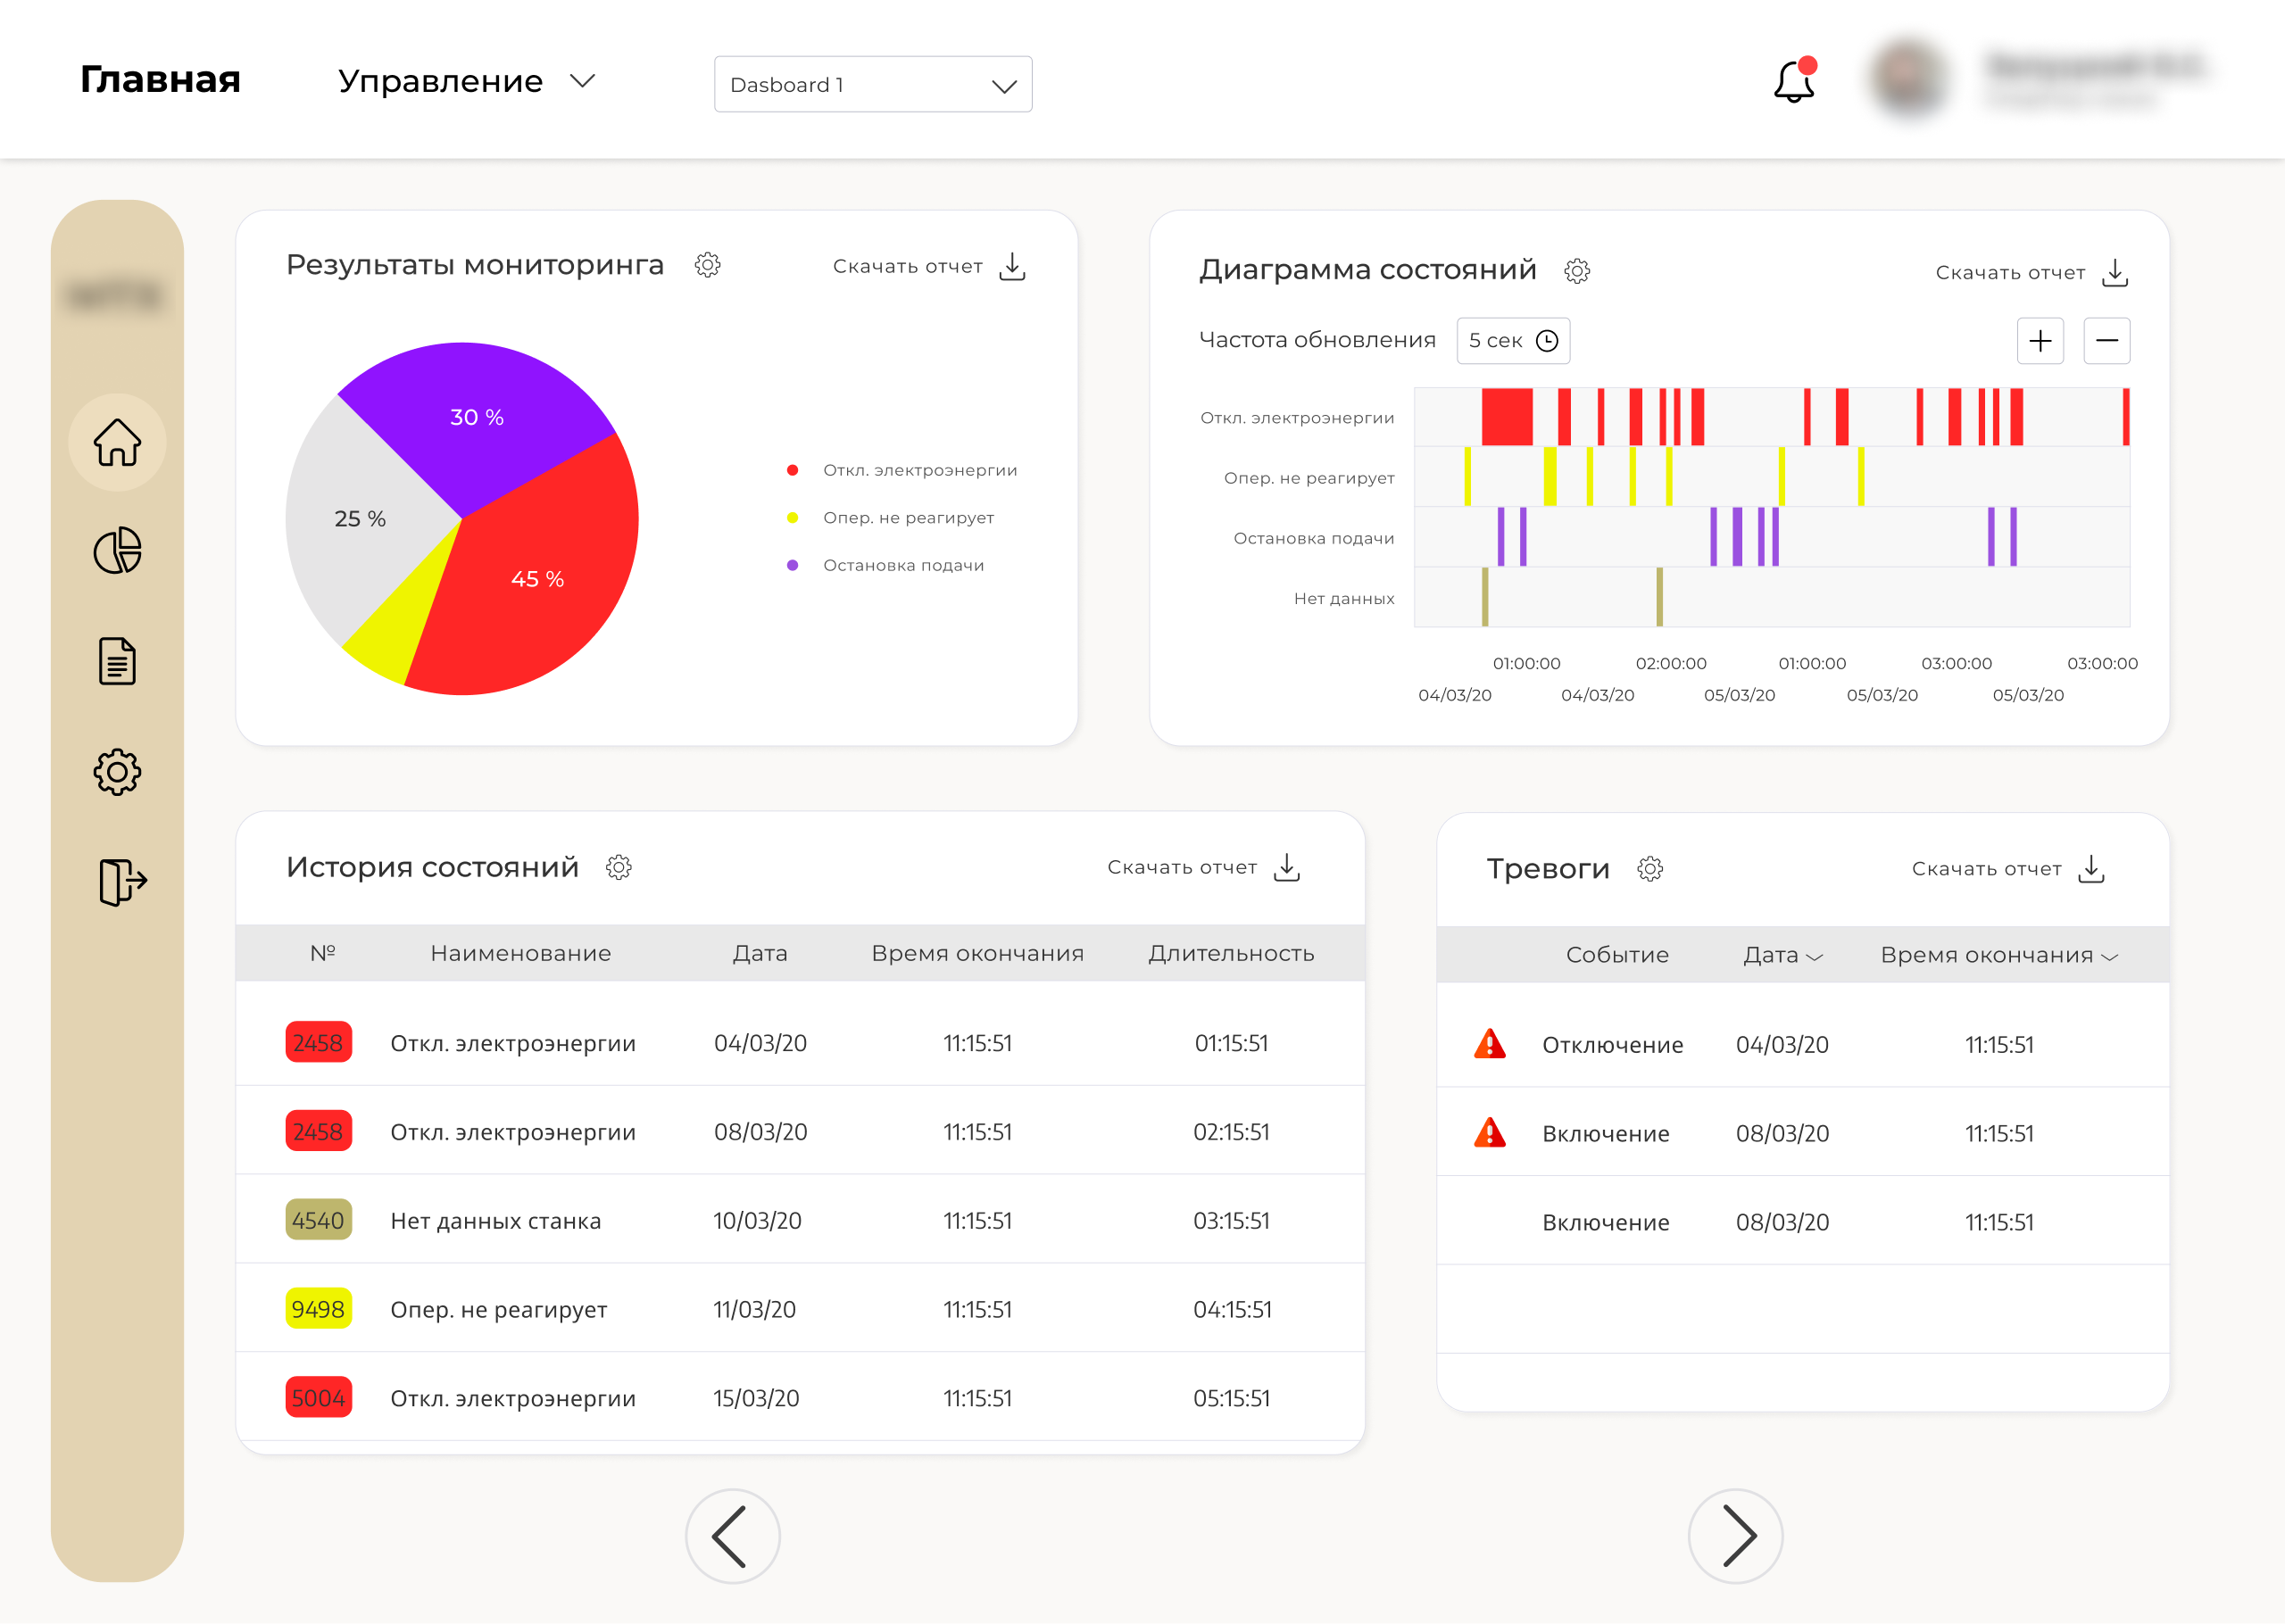 Главная
Управление
Dasboard 1
Результаты мониторинга
Скачать отчет
30 %
25 %
45 %
Откл. электроэнергии
Опер. не реагирует
Остановка подачи
Диаграмма состояний
Скачать отчет
Частота обновления
5 сек
Откл. электроэнергии
Опер. не реагирует
Остановка подачи
Нет данных
01:00:00 02:00:00 01:00:00 03:00:00 03:00:00
04/03/20 04/03/20 05/03/20 05/03/20 05/03/20
История состояний
Скачать отчет
№ Наименование Дата Время окончания Длительность
2458 Откл. электроэнергии 04/03/20 11:15:51 01:15:51
2458 Откл. электроэнергии 08/03/20 11:15:51 02:15:51
4540 Нет данных станка 10/03/20 11:15:51 03:15:51
9498 Опер. не реагирует 11/03/20 11:15:51 04:15:51
5004 Откл. электроэнергии 15/03/20 11:15:51 05:15:51
Тревоги
Скачать отчет
Событие Дата Время окончания
Отключение 04/03/20 11:15:51
Включение 08/03/20 11:15:51
Включение 08/03/20 11:15:51